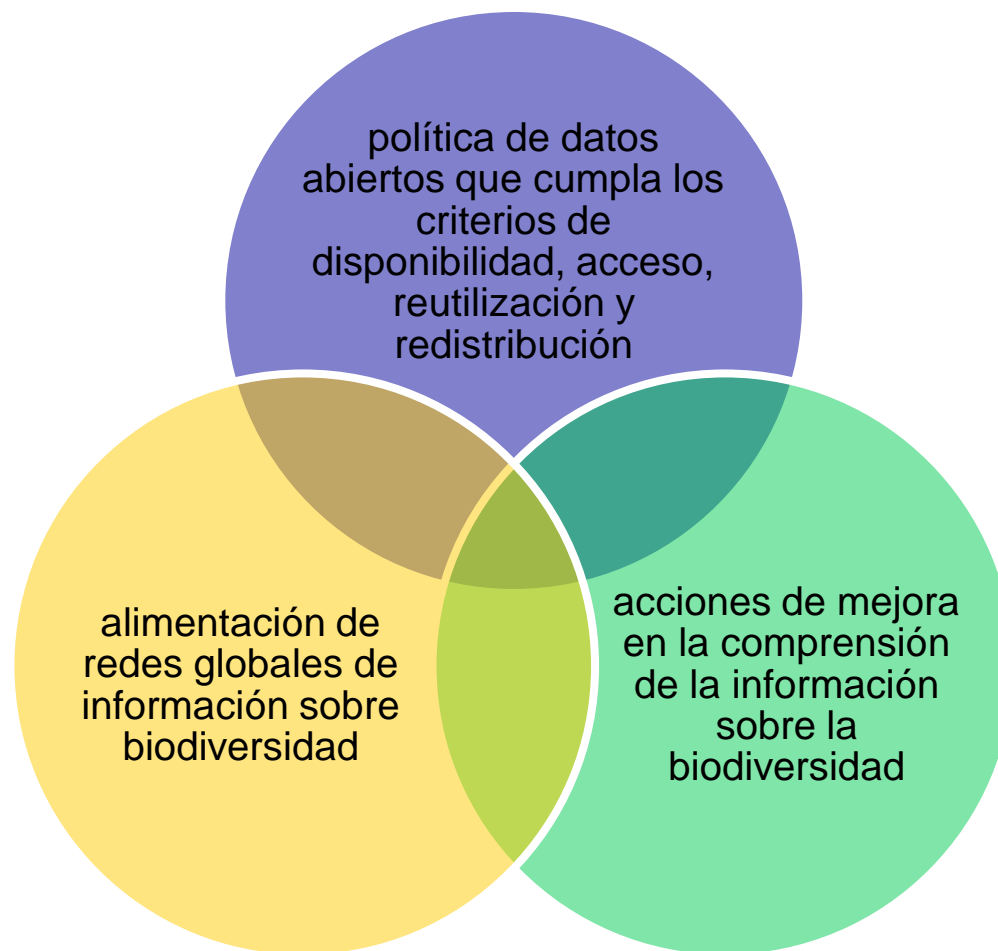 política de datos
abiertos que cumpla los
criterios de
disponibilidad, acceso,
reutilización y
redistribución
alimentación de
redes globales de
información sobre
biodiversidad
acciones de mejora
en la comprensión
de la información
sobre la
biodiversidad